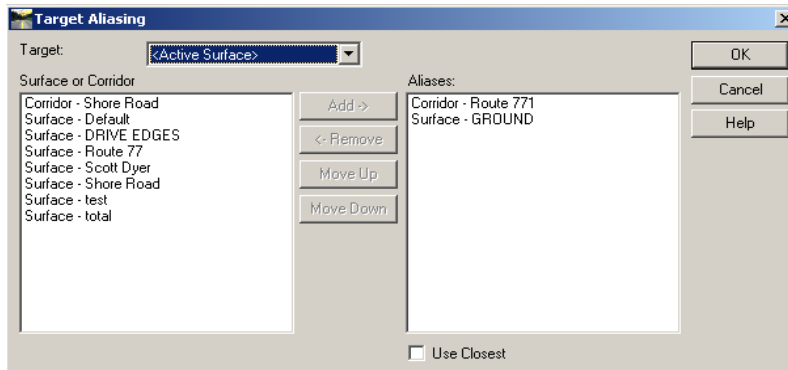 Target Aliasing
Target:
<Active Surface>
OK
Surface or Corridor
Aliases:
Cancel
Corridor - Shore Road
Surface - Default
Surface - DRIVE EDGES
Surface - Route 77
Surface - Scott Dyer
Surface - Shore Road
Surface - test
Surface - total
Add ->
<- Remove
Move Up
Move Down
Corridor - Route 771
Surface - GROUND
Help
Use Closest